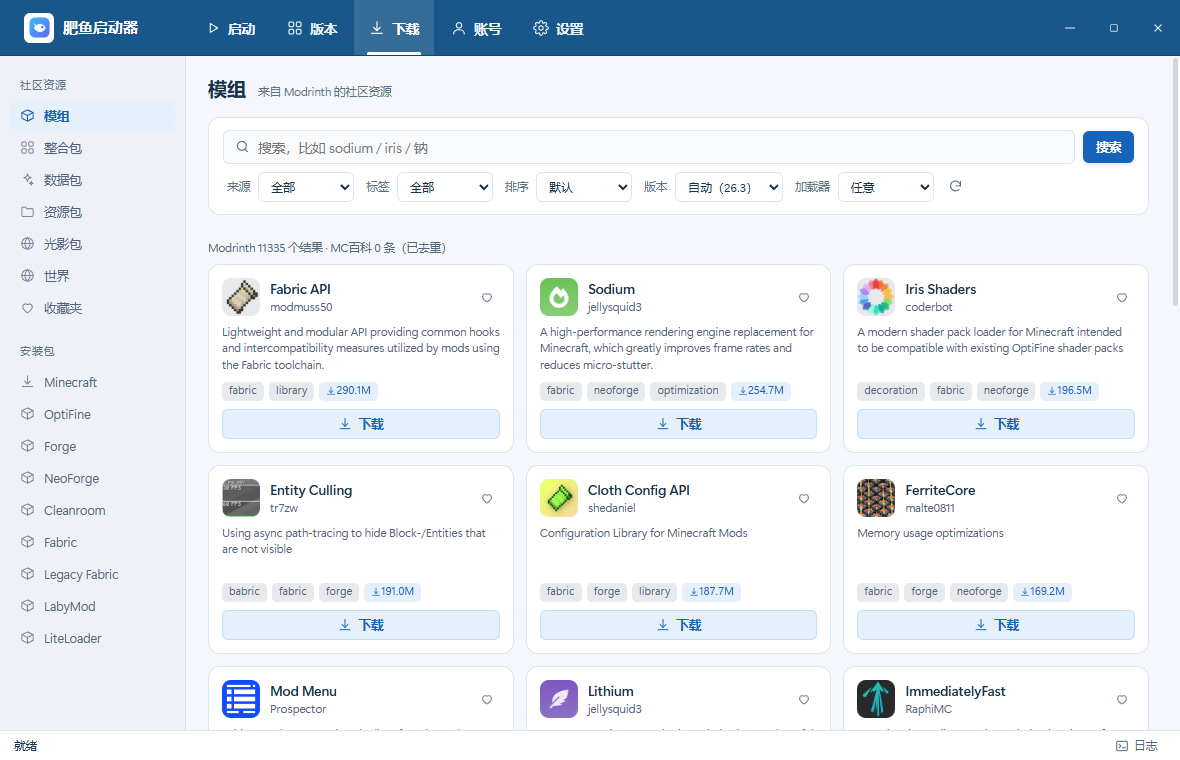 肥鱼启动器
启动
版本
下载
账号
设置
社区资源
模组
整合包
数据包
资源包
光影包
世界
收藏夹
安装包
Minecraft
OptiFine
Forge
NeoForge
Cleanroom
Fabric
Legacy Fabric
LabyMod
LiteLoader
模组 来自 Modrinth 的社区资源
搜索，比如 sodium / iris / 钠
搜索
来源 全部 标签 全部 排序 默认 版本 自动（26.3） 加载器 任意
Modrinth 11335 个结果 · MC百科 0 条（已去重）
Fabric API
modmuss50
Lightweight and modular API providing common hooks
and intercompatibility measures utilized by mods using
the Fabric toolchain.
fabric library 290.1M
下载
Sodium
jellysquid3
A high-performance rendering engine replacement for
Minecraft, which greatly improves frame rates and
reduces micro-stutter.
fabric neoforge optimization 254.7M
下载
Iris Shaders
coderbot
A modern shader pack loader for Minecraft intended
to be compatible with existing OptiFine shader packs
decoration fabric neoforge 196.5M
下载
Entity Culling
tr7zw
Using async path-tracing to hide Block-/Entities that
are not visible
babric fabric forge 191.0M
下载
Cloth Config API
shedaniel
Configuration Library for Minecraft Mods
fabric forge library 187.7M
下载
FerriteCore
malte0811
Memory usage optimizations
fabric forge neoforge 169.2M
下载
Mod Menu
Prospector
Lithium
jellysquid3
ImmediatelyFast
RaphiMC
就绪
日志